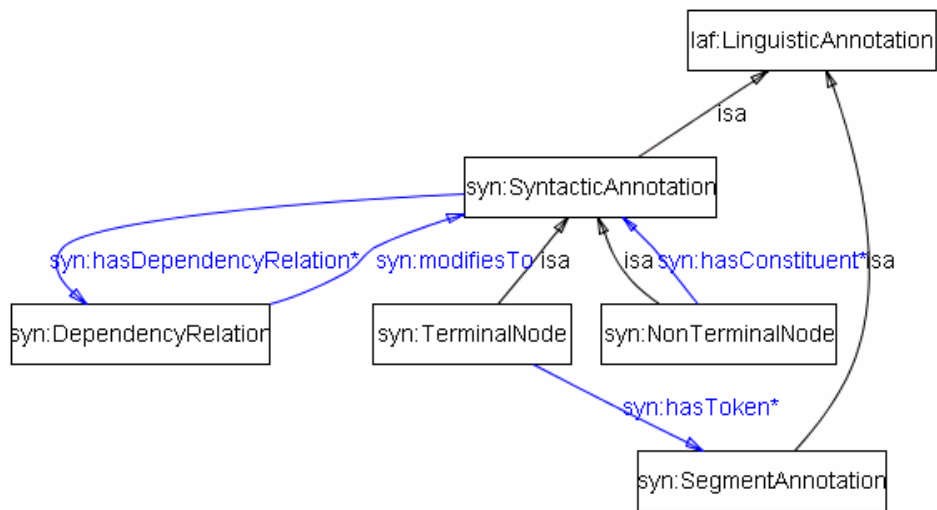 laf:LinguisticAnnotation
isa
syn:SyntacticAnnotation
syn:hasDependencyRelation*
syn:modifiesTo
isa
isa
syn:hasConstituent*
isa
syn:DependencyRelation
syn:TerminalNode
syn:NonTerminalNode
syn:hasToken*
syn:SegmentAnnotation